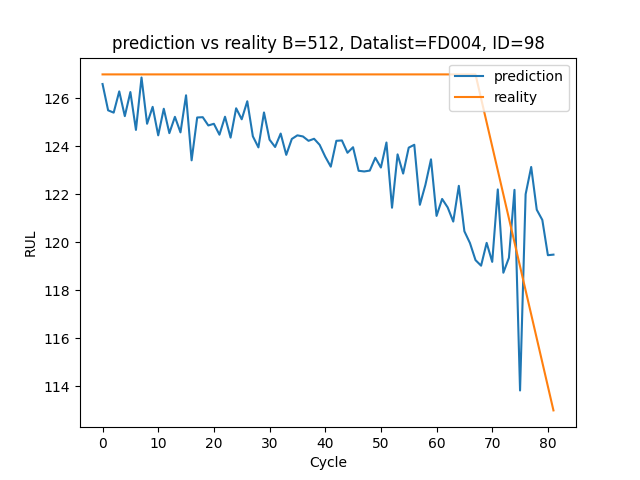 prediction vs reality B=512, Datalist=FD004, ID=98
prediction
reality
126
124
122
120
118
116
114
RUL
0 10 20 30 40 50 60 70 80
Cycle